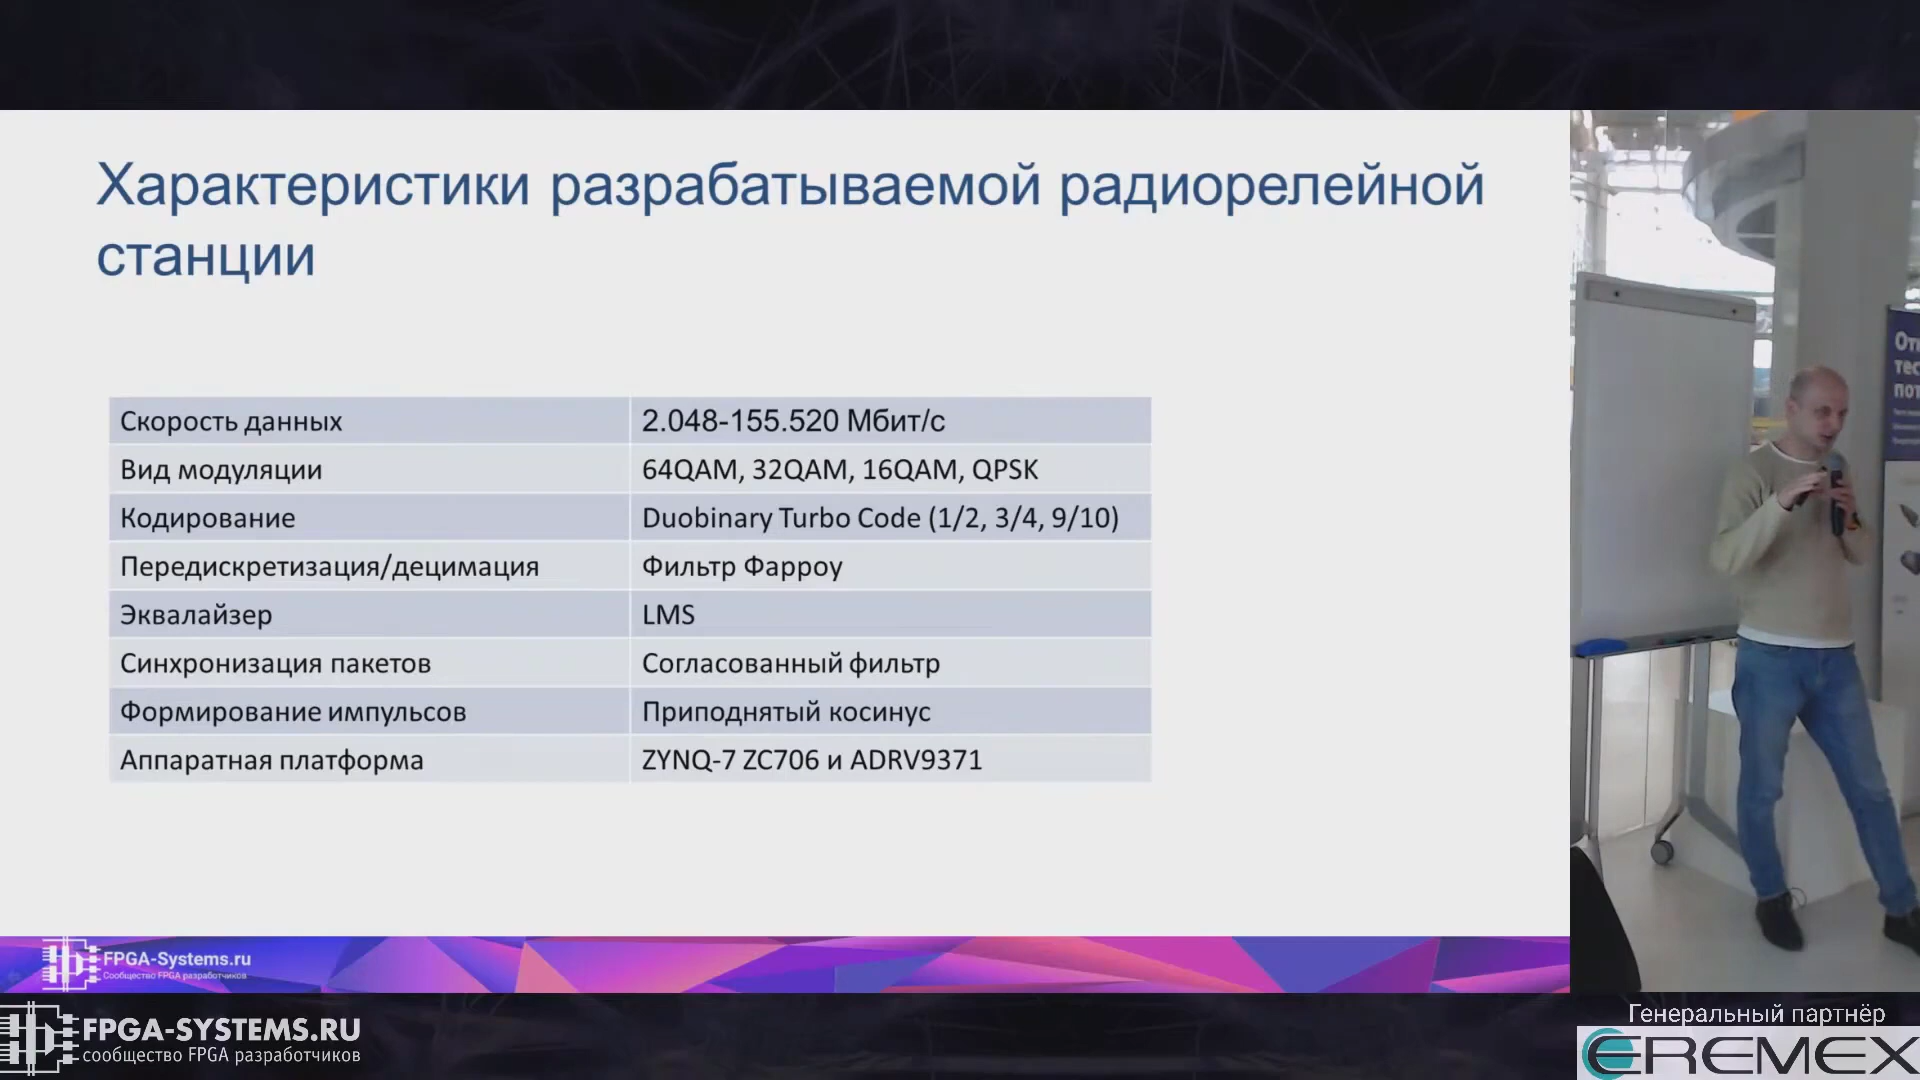 Характеристики разрабатываемой радиорелейной
станции
Скорость данных 2.048-155.520 Мбит/с
Вид модуляции 64QAM, 32QAM, 16QAM, QPSK
Кодирование Duobinary Turbo Code (1/2, 3/4, 9/10)
Передискретизация/децимация Фильтр Фарроу
Эквалайзер LMS
Синхронизация пакетов Согласованный фильтр
Формирование импульсов Приподнятый косинус
Аппаратная платформа ZYNQ-7 ZC706 и ADRV9371
FPGA-Systems.ru
Сообщество FPGA разработчиков
FPGA-SYSTEMS.RU
сообщество FPGA разработчиков
Генеральный партнёр
EREMEX